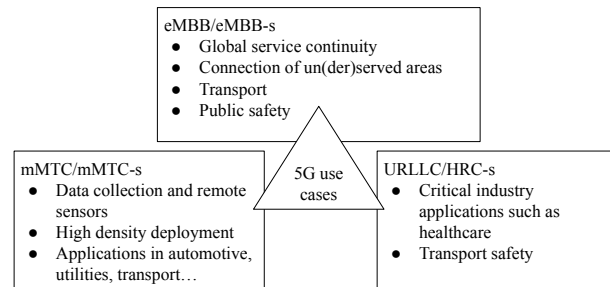 eMBB/eMBB-s
● Global service continuity
● Connection of un(der)served areas
● Transport
● Public safety
mMTC/mMTC-s
● Data collection and remote
sensors
● High density deployment
● Applications in automotive,
utilities, transport…
5G use
cases
URLLC/HRC-s
● Critical industry
applications such as
healthcare
● Transport safety